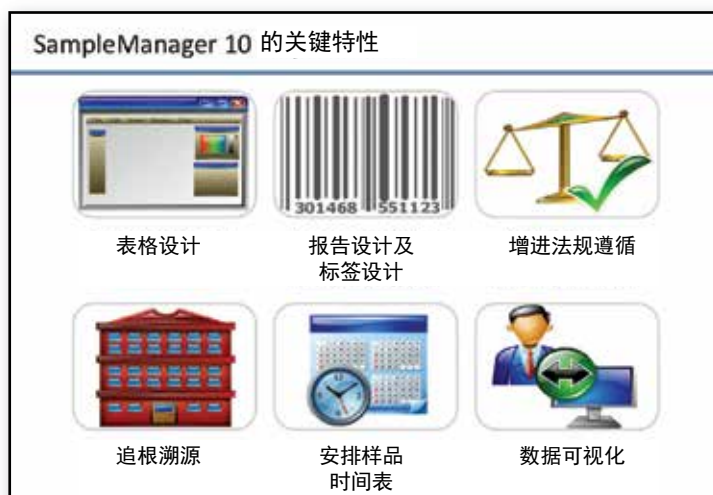 SampleManager 10 的关键特性
301468 551123
表格设计
报告设计及
标签设计
增进法规遵循
追根溯源
安排样品
时间表
数据可视化